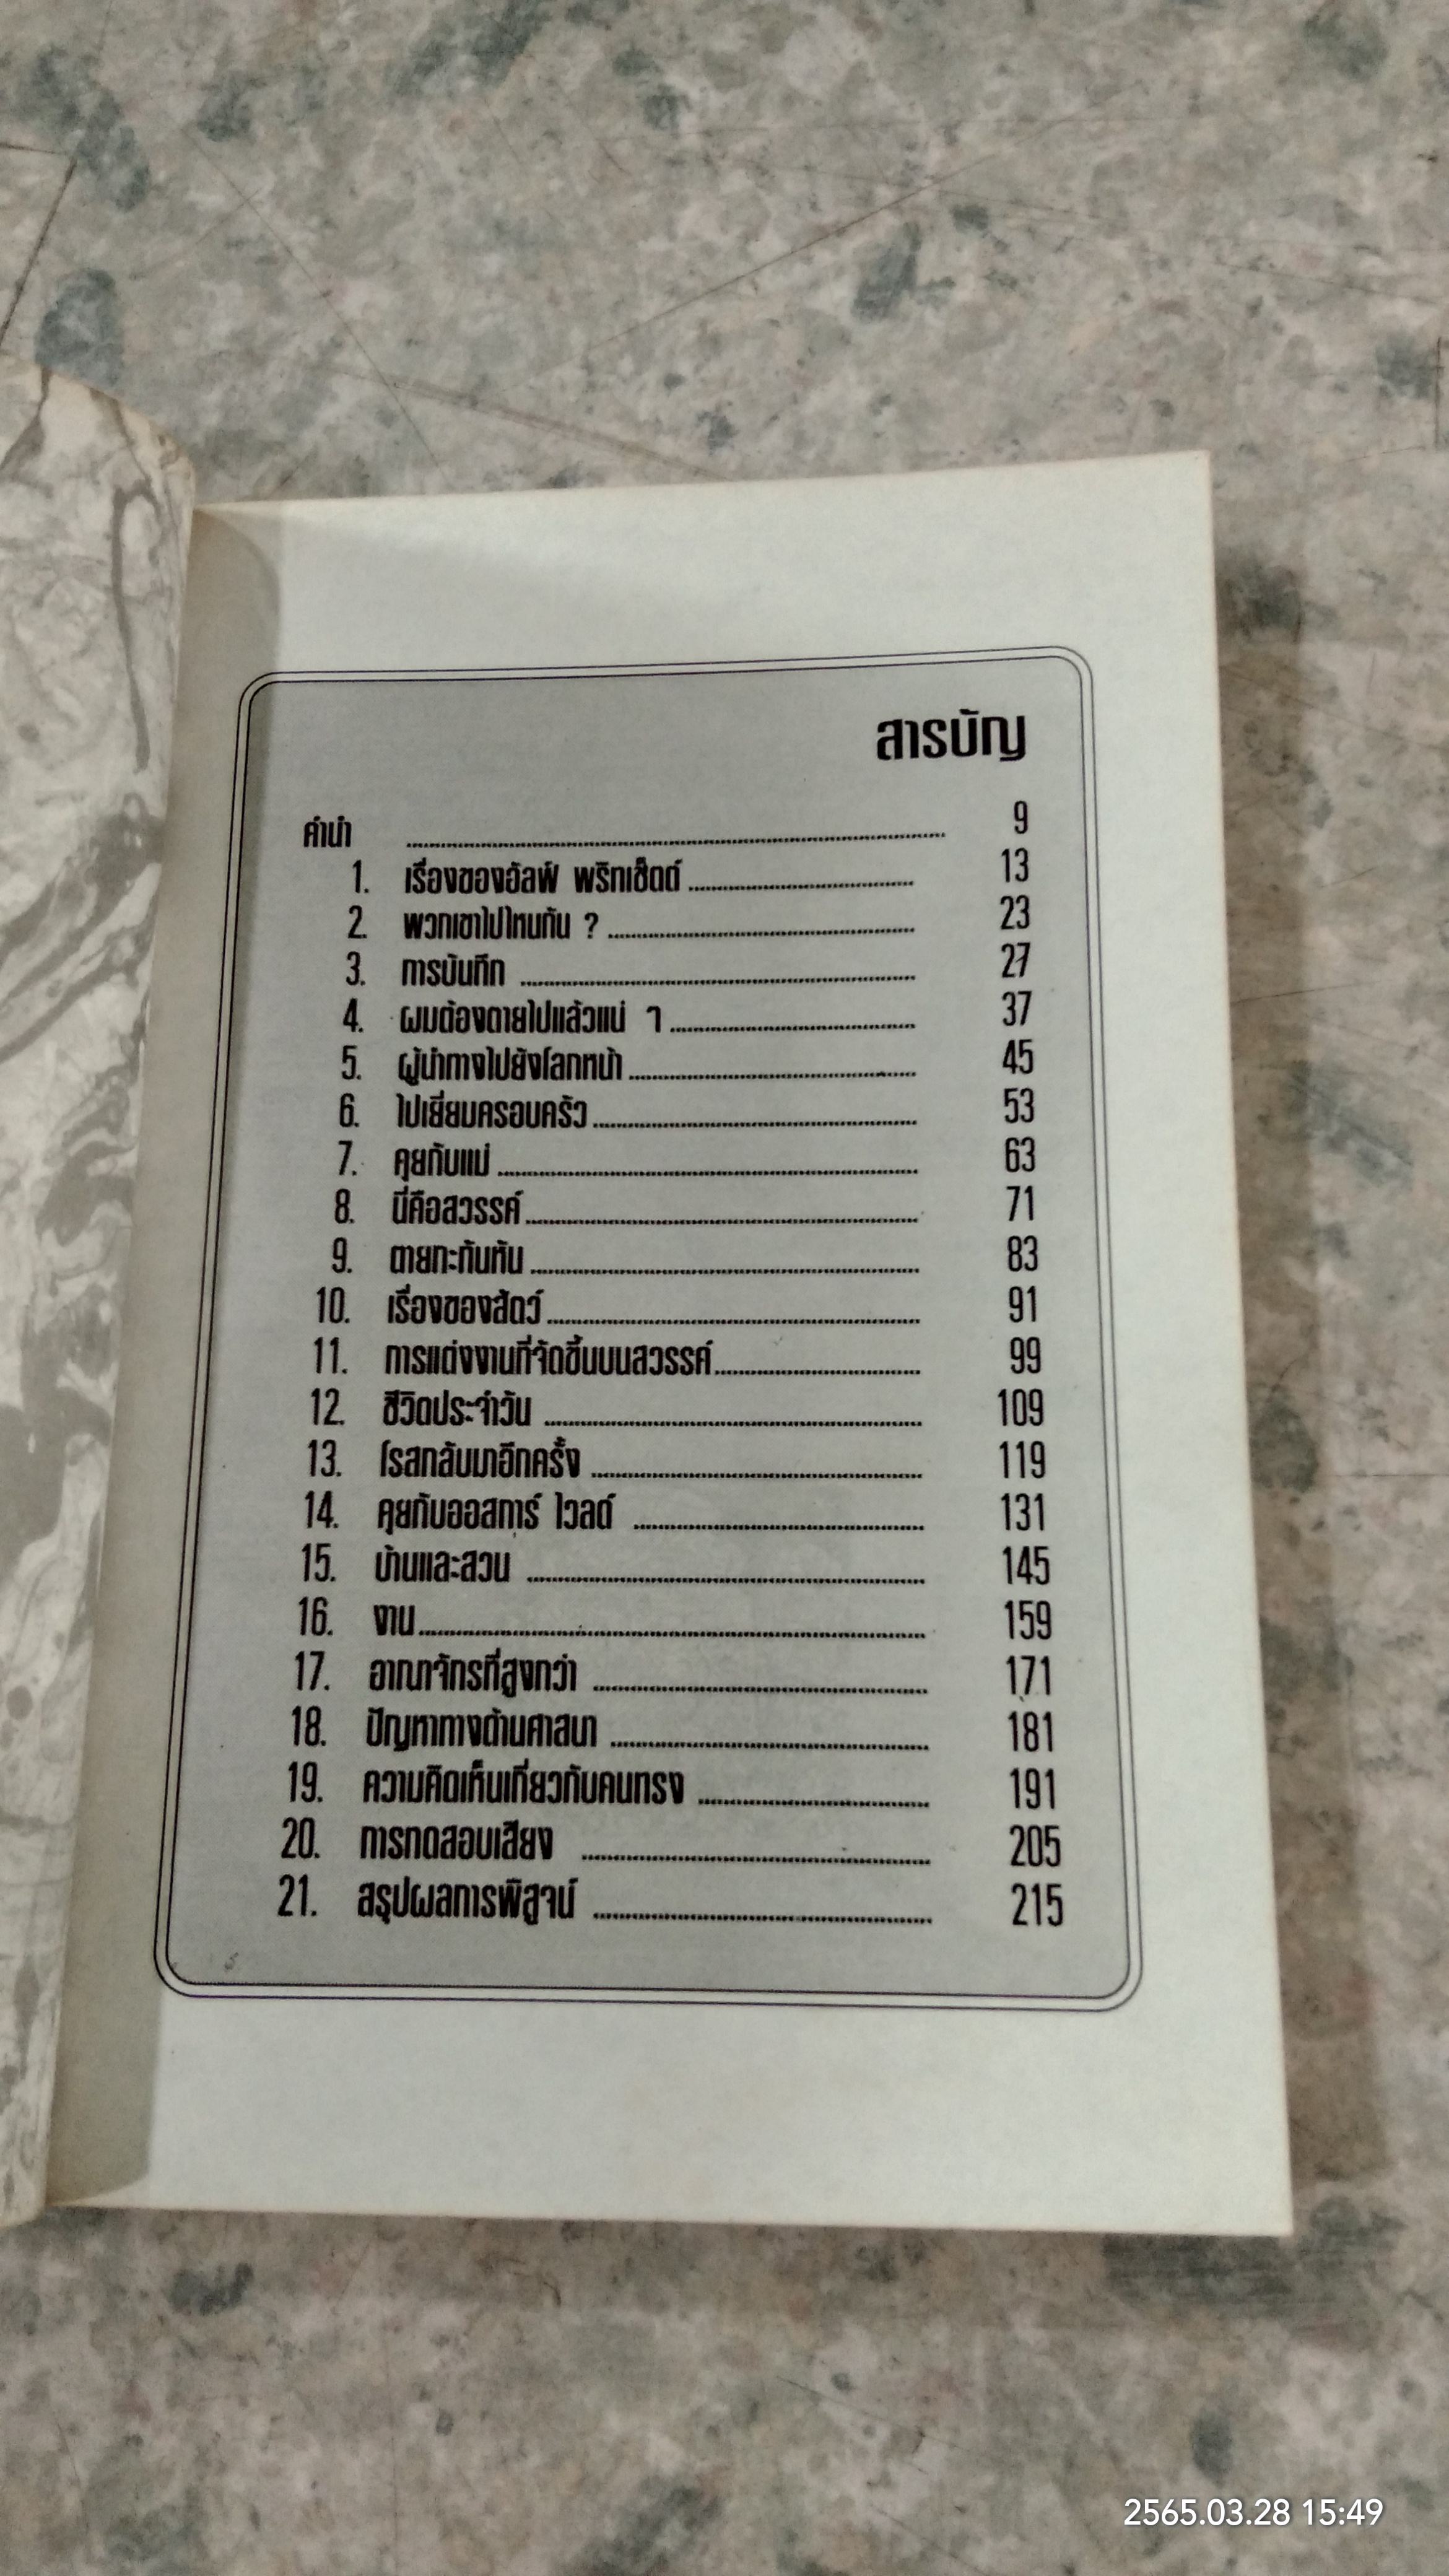 สารบัญ
คำนำ ........ 9
1. เรื่องของอัลฟ์ พริทเช็ตต์ ........ 13
2. พวกเขาไปไหนกัน ? ........ 23
3. การบันทึก ........ 27
4. ผมต้องตายไปแล้วแน่ ๆ ........ 37
5. ผู้นำทางไปยังโลกหน้า ........ 45
6. ไปเยี่ยมครอบครัว ........ 53
7. คุยกับแม่ ........ 63
8. นี่คือสวรรค์ ........ 71
9. ตายกะทันหัน ........ 83
10. เรื่องของสัตว์ ........ 91
11. การแต่งงานที่จัดขึ้นบนสวรรค์ ........ 99
12. ชีวิตประจำวัน ........ 109
13. โรสกลับมาอีกครั้ง ........ 119
14. คุยกับออสการ์ ไวลด์ ........ 131
15. บ้านและสวน ........ 145
16. งาน ........ 159
17. อาณาจักรที่สูงกว่า ........ 171
18. ปัญหาทางด้านศาสนา ........ 181
19. ความคิดเห็นเกี่ยวกับคนทรง ........ 191
20. การทดสอบเสียง ........ 205
21. สรุปผลการพิสูจน์ ........ 215
2565.03.28 15:49